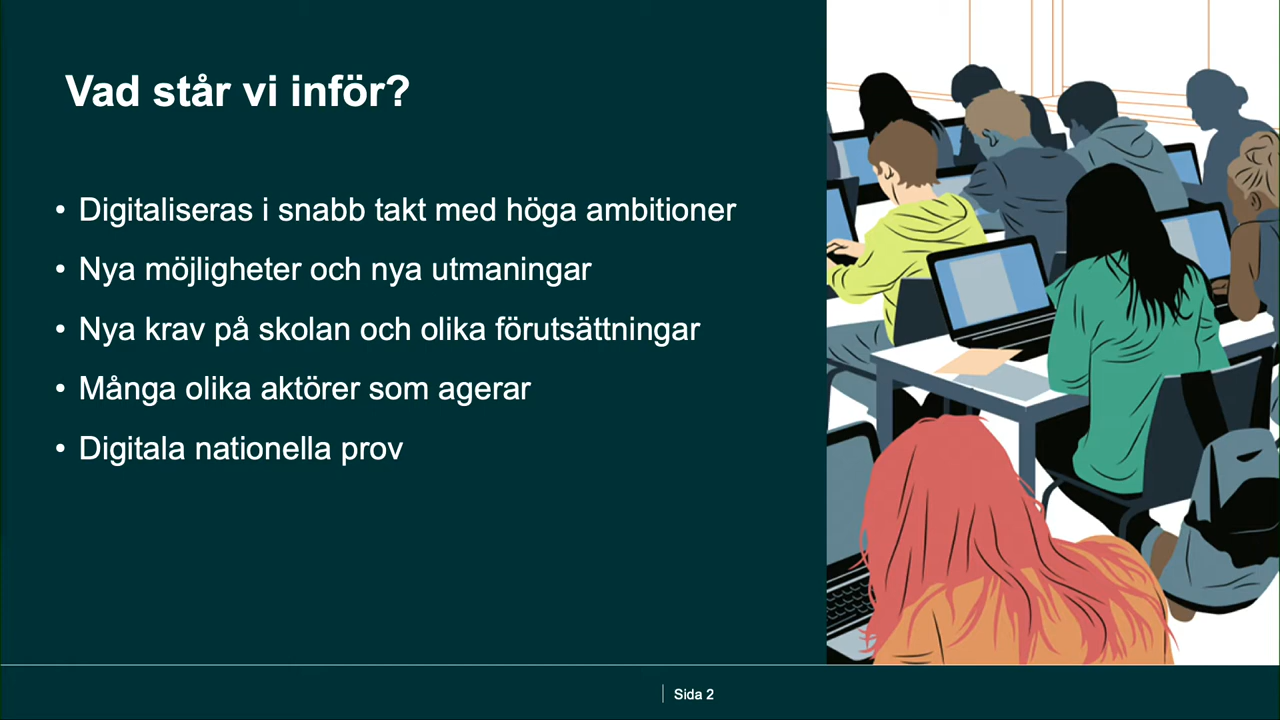 Vad står vi inför?
• Digitaliseras i snabb takt med höga ambitioner
• Nya möjligheter och nya utmaningar
• Nya krav på skolan och olika förutsättningar
• Många olika aktörer som agerar
• Digitala nationella prov
Sida 2